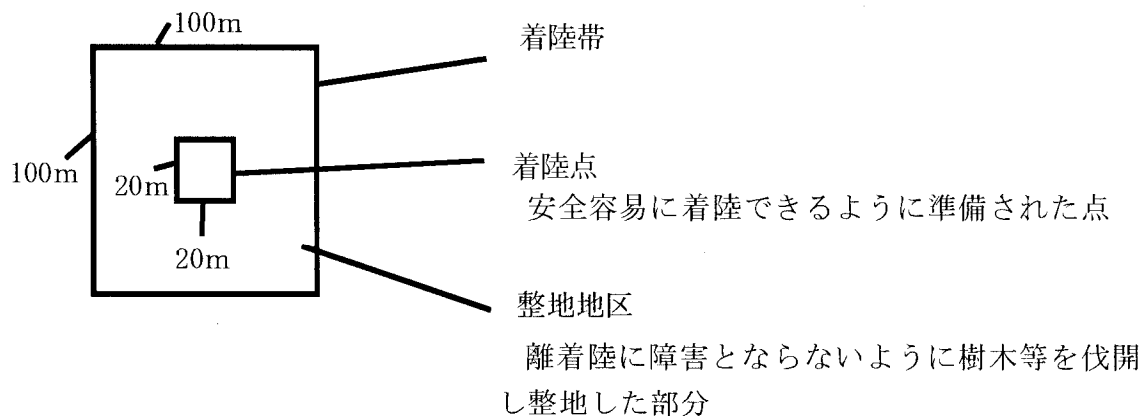 100m
着陸帯
100m
20m
着陸点
安全容易に着陸できるように準備された点
20m
整地地区
離着陸に障害とならないように樹木等を伐開
し整地した部分